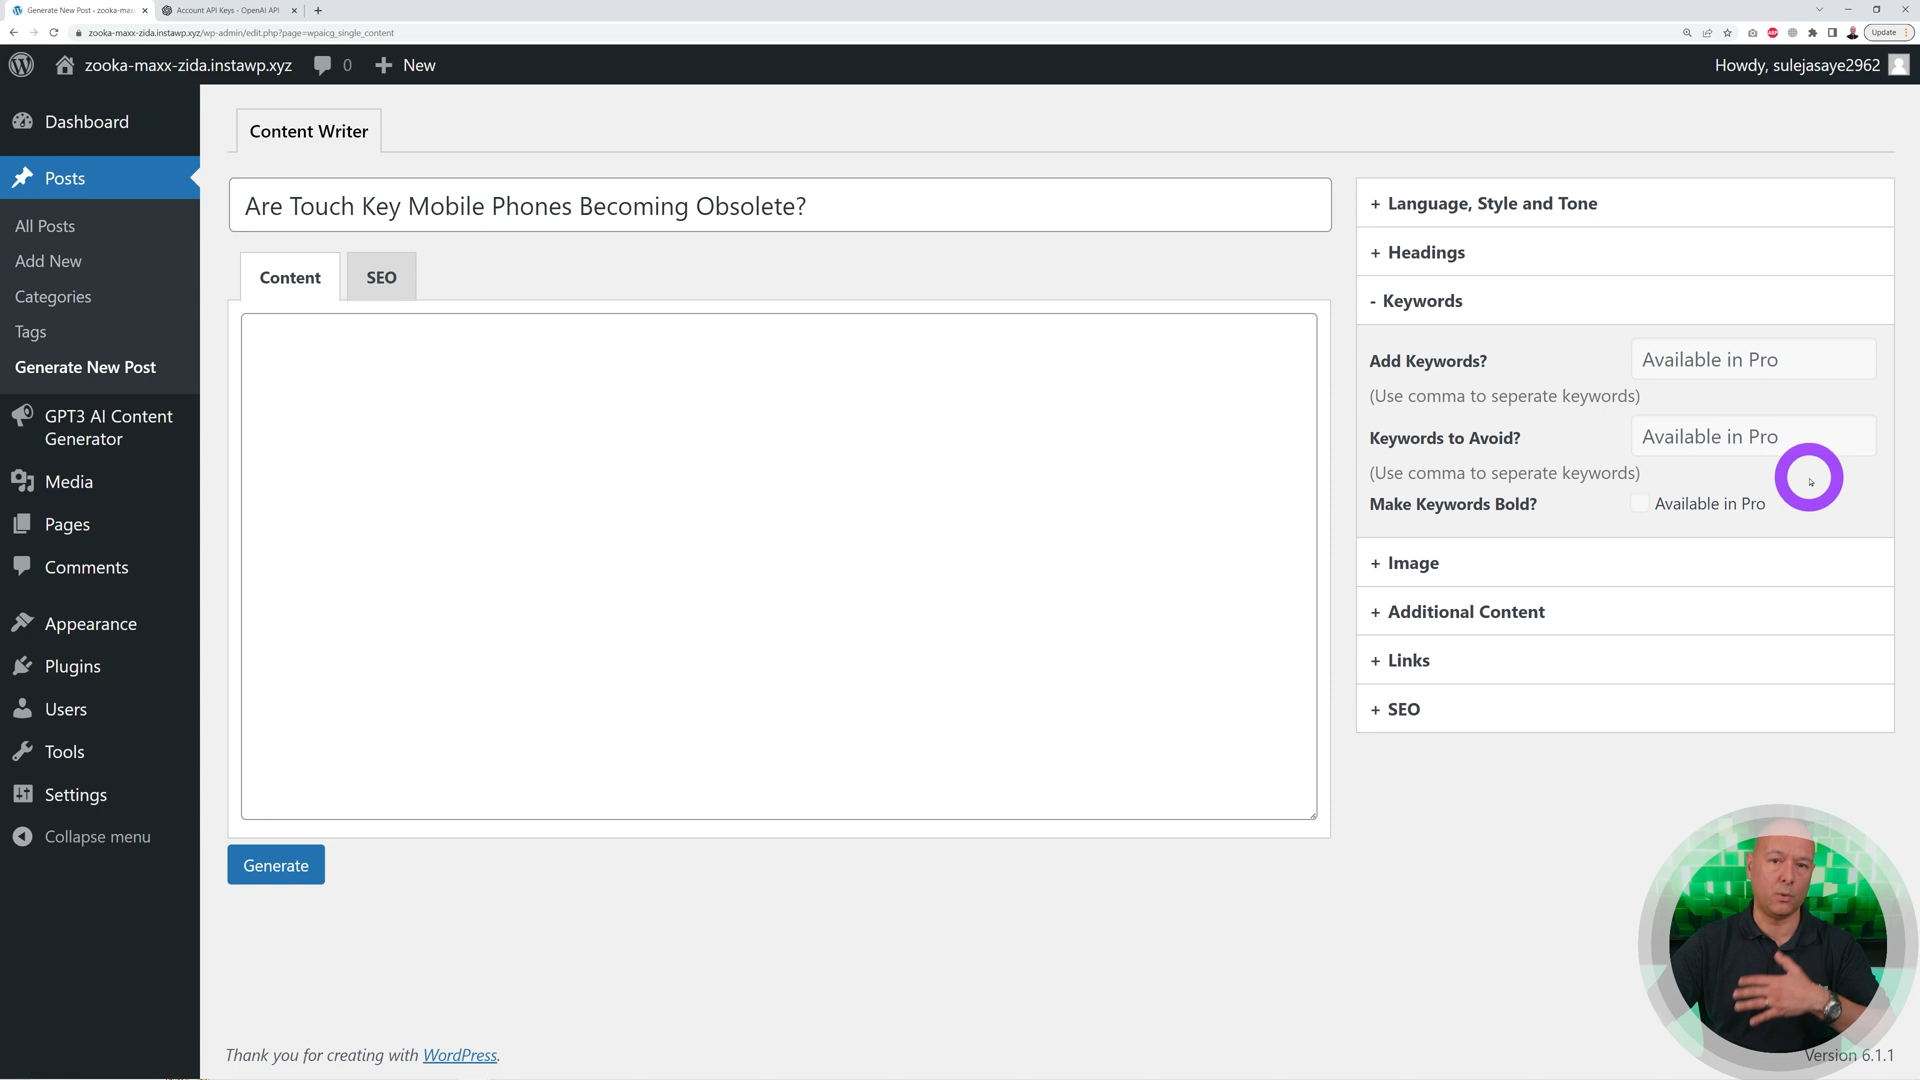 Generate New Post ‹ zooka-max
Account API Keys - OpenAI API
zooka-maxx-zida.instawp.xyz/wp-admin/edit.php?page=wpaicg_single_content
ABP
Update
zooka-maxx-zida.instawp.xyz
0
New
Howdy, sulejasaye2962
Dashboard
Posts
All Posts
Add New
Categories
Tags
Generate New Post
GPT3 AI Content
Generator
Media
Pages
Comments
Appearance
Plugins
Users
Tools
Settings
Collapse menu
Content Writer
Are Touch Key Mobile Phones Becoming Obsolete?
Content
SEO
Generate
+ Language, Style and Tone
+ Headings
- Keywords
Add Keywords?
Available in Pro
(Use comma to seperate keywords)
Keywords to Avoid?
Available in Pro
(Use comma to seperate keywords)
Make Keywords Bold?
Available in Pro
+ Image
+ Additional Content
+ Links
+ SEO
Thank you for creating with WordPress.
Version 6.1.1